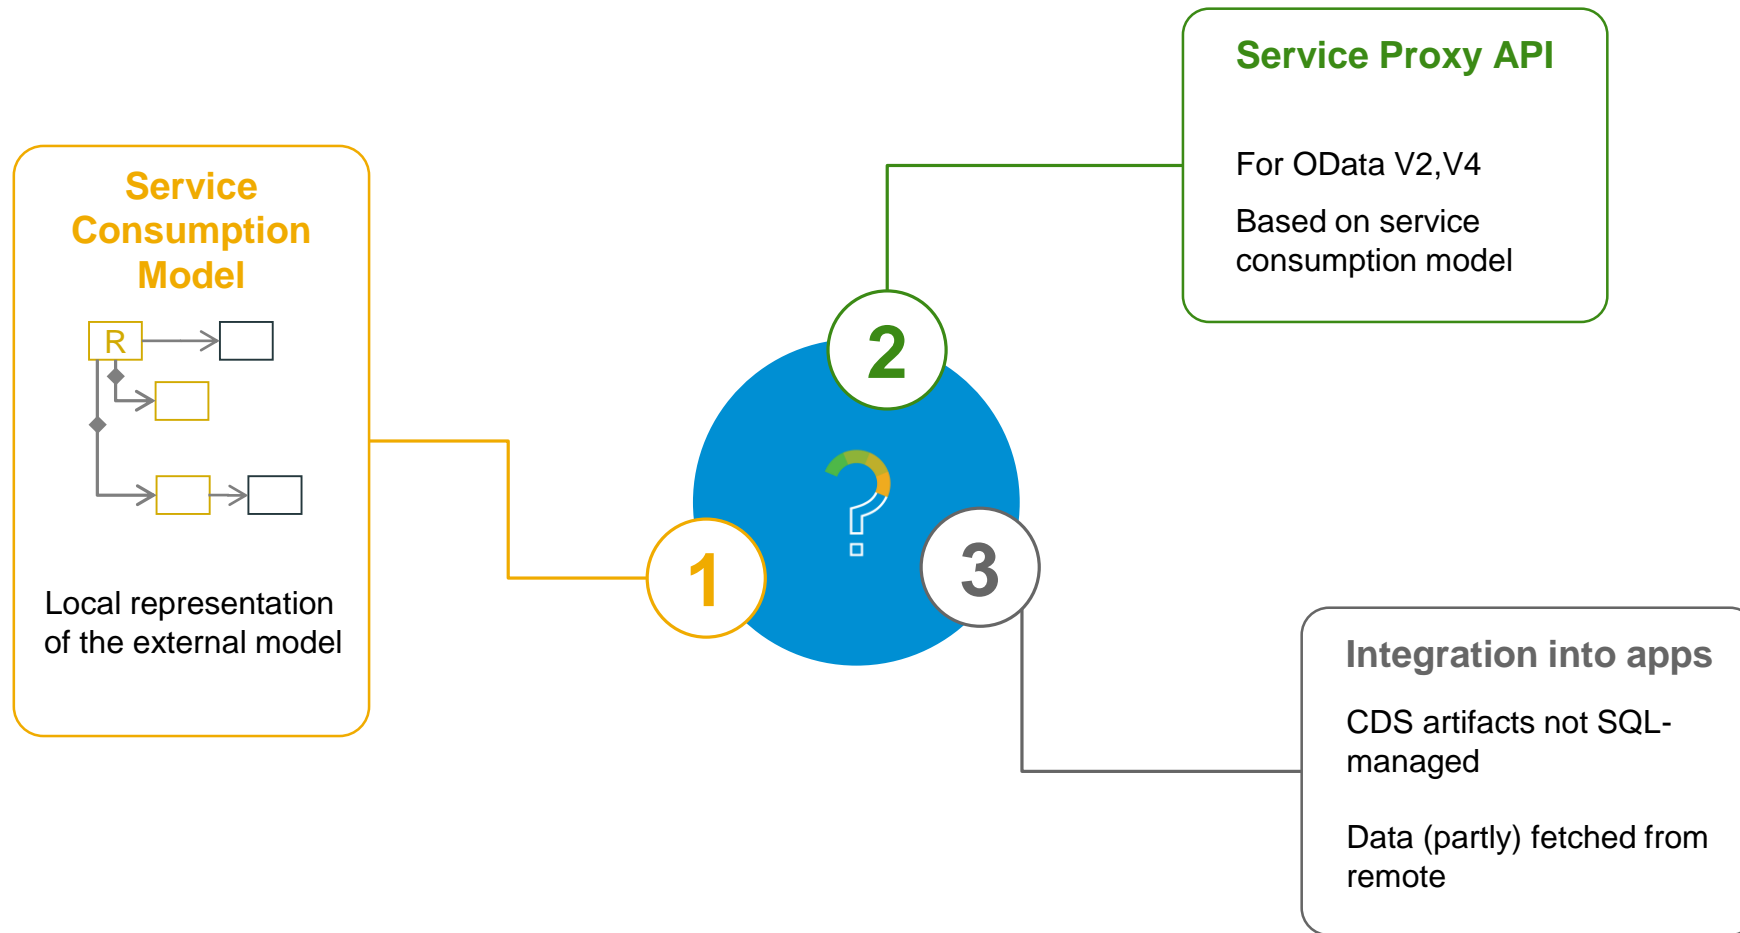 Service
Consumption
Model
R
Local representation
of the external model
1
2
3
Service Proxy API
For OData V2,V4
Based on service
consumption model
Integration into apps
CDS artifacts not SQL-
managed
Data (partly) fetched from
remote